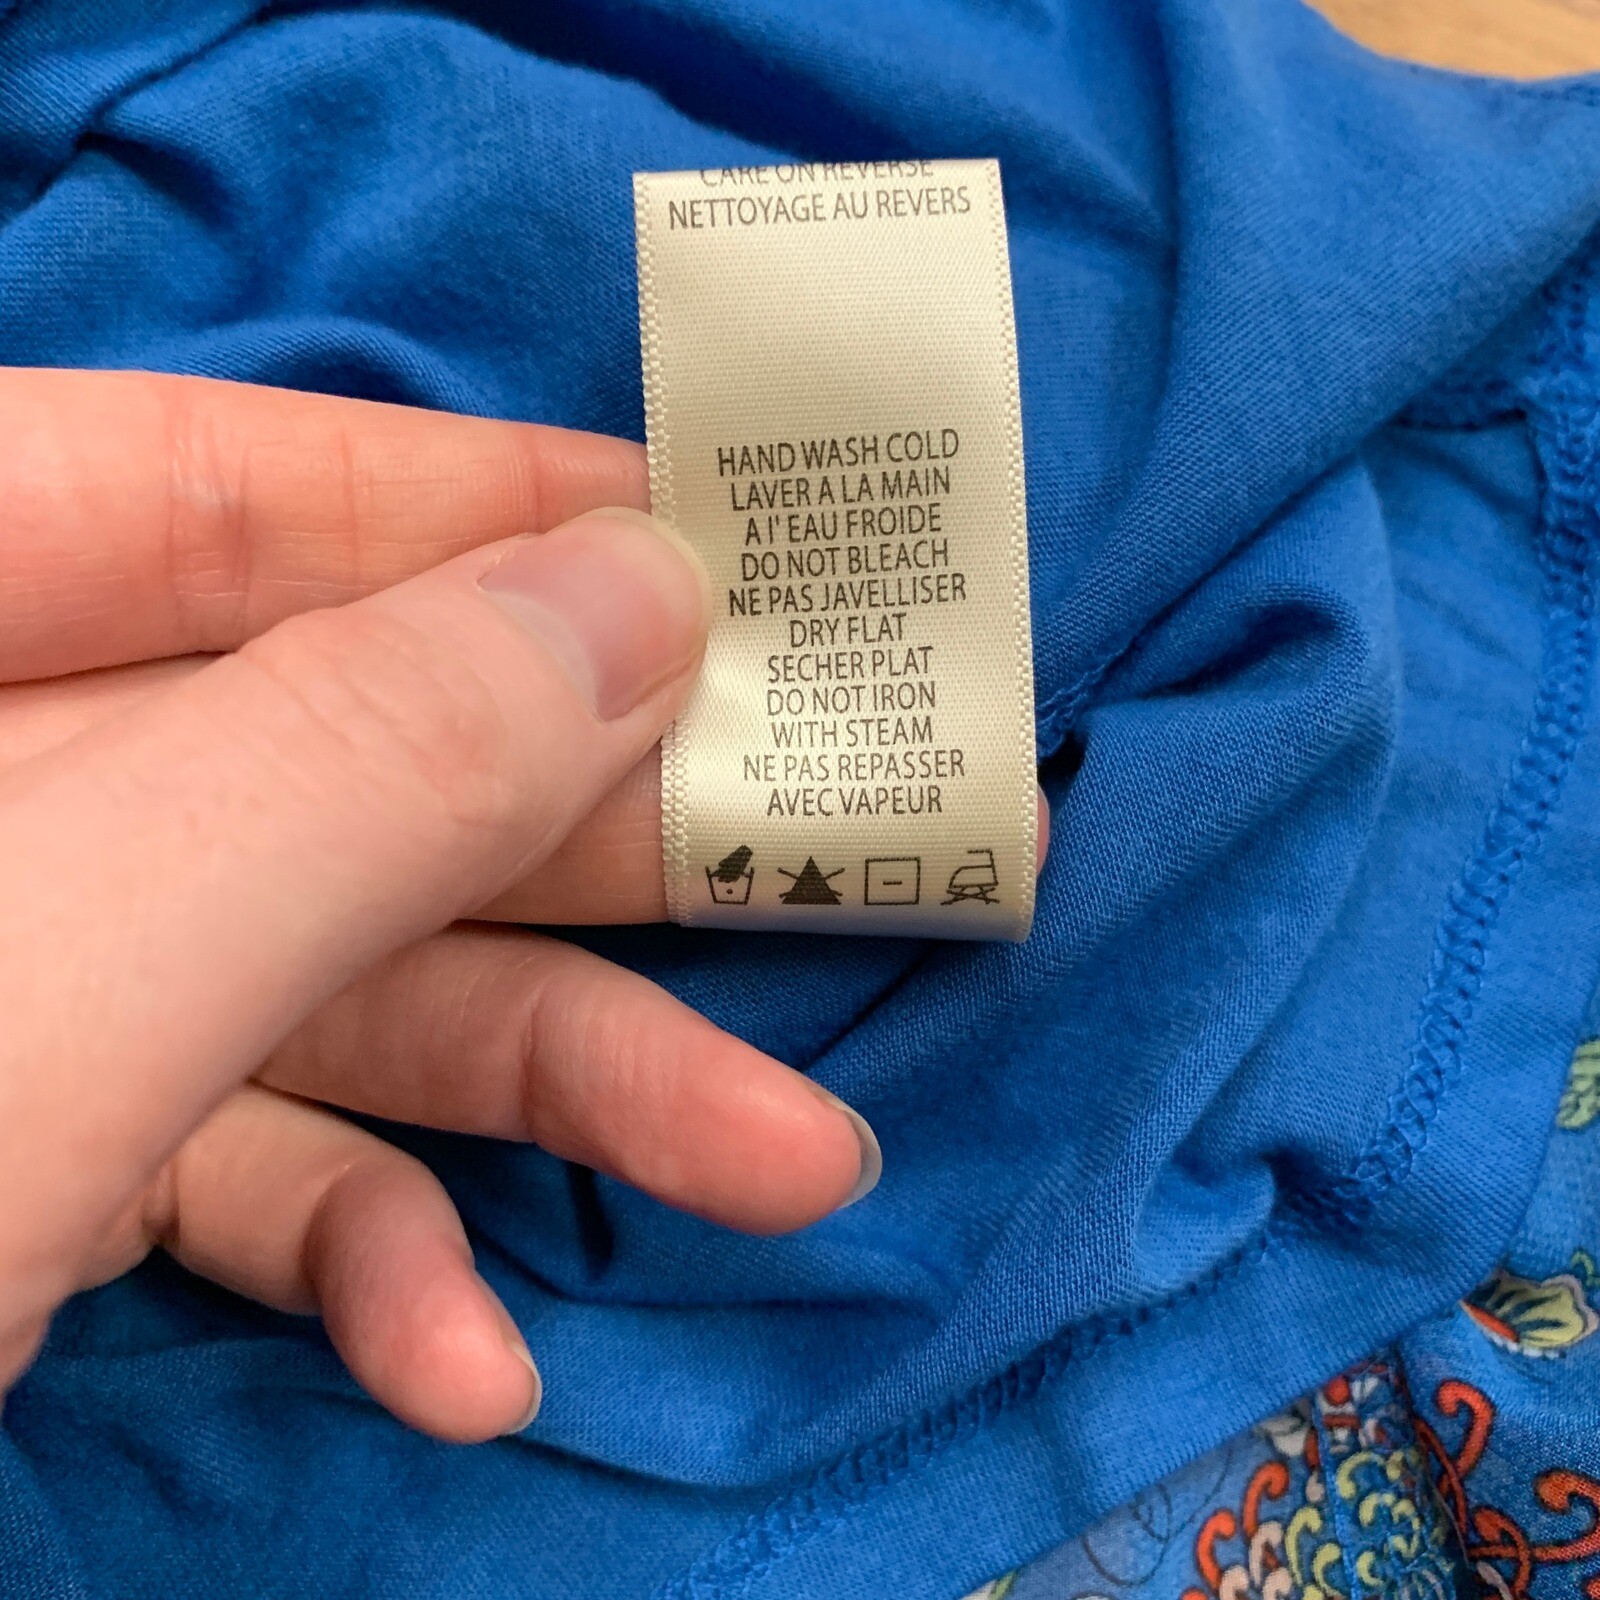 CARE ON REVERSE
NETTOYAGE AU REVERS
HAND WASH COLD
LAVER A LA MAIN
A l' EAU FROIDE
DO NOT BLEACH
NE PAS JAVELLISER
DRY FLAT
SECHER PLAT
DO NOT IRON
WITH STEAM
NE PAS REPASSER
AVEC VAPEUR